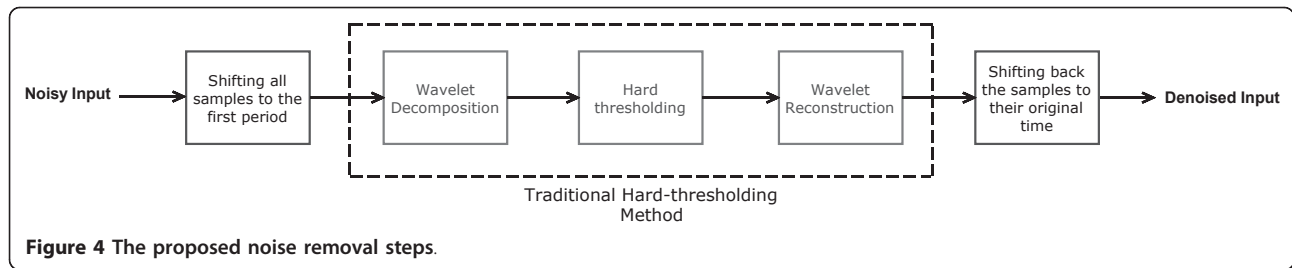 Noisy Input
Shifting all
samples to the
first period
Wavelet
Decomposition
Hard
thresholding
Wavelet
Reconstruction
Shifting back
the samples to
their original
time
Denoised Input
Traditional Hard-thresholding
Method
Figure 4 The proposed noise removal steps.